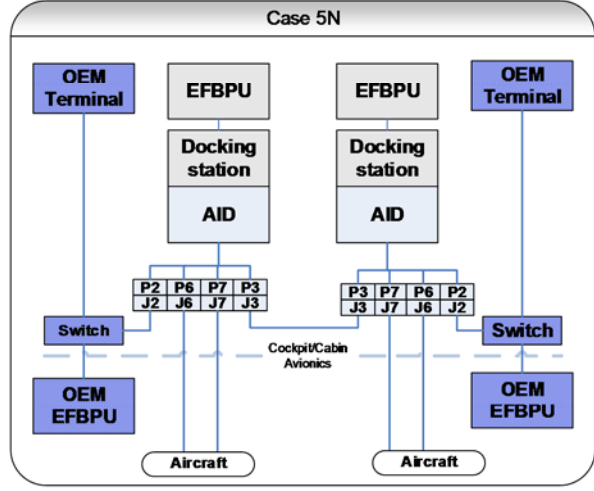 Case 5N
OEM
Terminal
EFBPU
EFBPU
OEM
Terminal
Docking
station
Docking
station
AID
AID
P2 P6 P7 P3
J2 J6 J7 J3
P3 P7 P6 P2
J3 J7 J6 J2
Switch
Switch
Cockpit/Cabin
Avionics
OEM
EFBPU
OEM
EFBPU
Aircraft
Aircraft